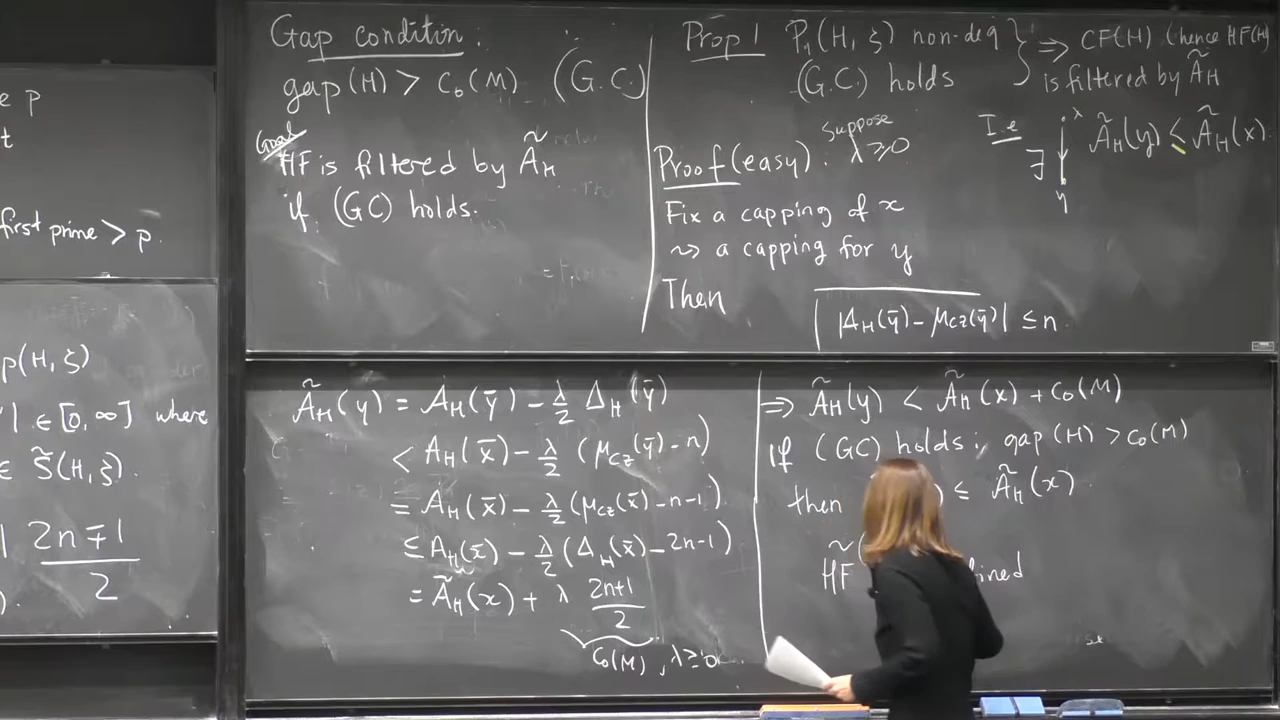 e p
t
first prime > p.
p(H, ξ)
| ∈ [0, ∞] where
∈ S̃(H, ξ).
| 2n∓1 / 2
Gap condition:
gap(H) > C₀(M) (G.C.)
Goal
HF is filtered by Ã_H
if (GC) holds.
Prop 1 P₁(H, ξ) non-deg
(G.C.) holds
} ⟹ CF(H) (hence HF(H)
is filtered by Ã_H
Proof (easy). Suppose λ ≥ 0
I.e ∃ x ↓ y Ã_H(y) ≤ Ã_H(x).
Fix a capping of x
⇝ a capping for y
Then
|Δ_H(ȳ) − μ_CZ(ȳ)| ≤ n
Ã_H(y) = A_H(ȳ) − λ/2 Δ_H(ȳ)
< A_H(x̄) − λ/2 (μ_CZ(ȳ) − n)
= A_H(x̄) − λ/2 (μ_CZ(x̄) − n − 1)
≤ A_H(x̄) − λ/2 (Δ_H(x̄) − 2n − 1)
= Ã_H(x) + λ (2n+1)/2
C₀(M), λ ≥ 0
⟹ Ã_H(y) < Ã_H(x) + C₀(M)
If (GC) holds: gap(H) > C₀(M)
then ≤ Ã_H(x).
H̃F